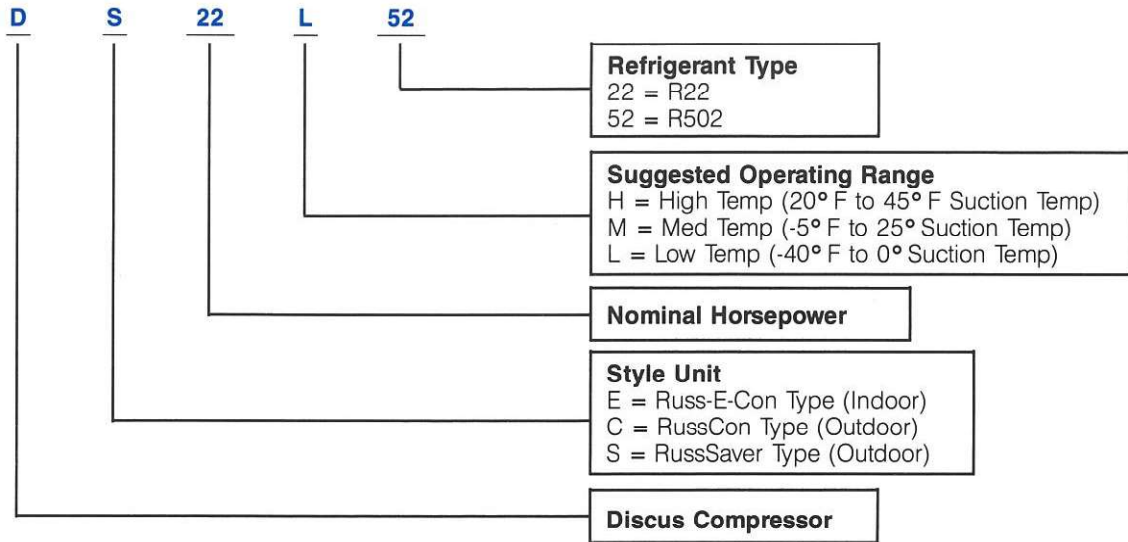 D S 22 L 52
Refrigerant Type
22 = R22
52 = R502
Suggested Operating Range
H = High Temp (20° F to 45° F Suction Temp)
M = Med Temp (-5° F to 25° Suction Temp)
L = Low Temp (-40° F to 0° Suction Temp)
Nominal Horsepower
Style Unit
E = Russ-E-Con Type (Indoor)
C = RussCon Type (Outdoor)
S = RussSaver Type (Outdoor)
Discus Compressor